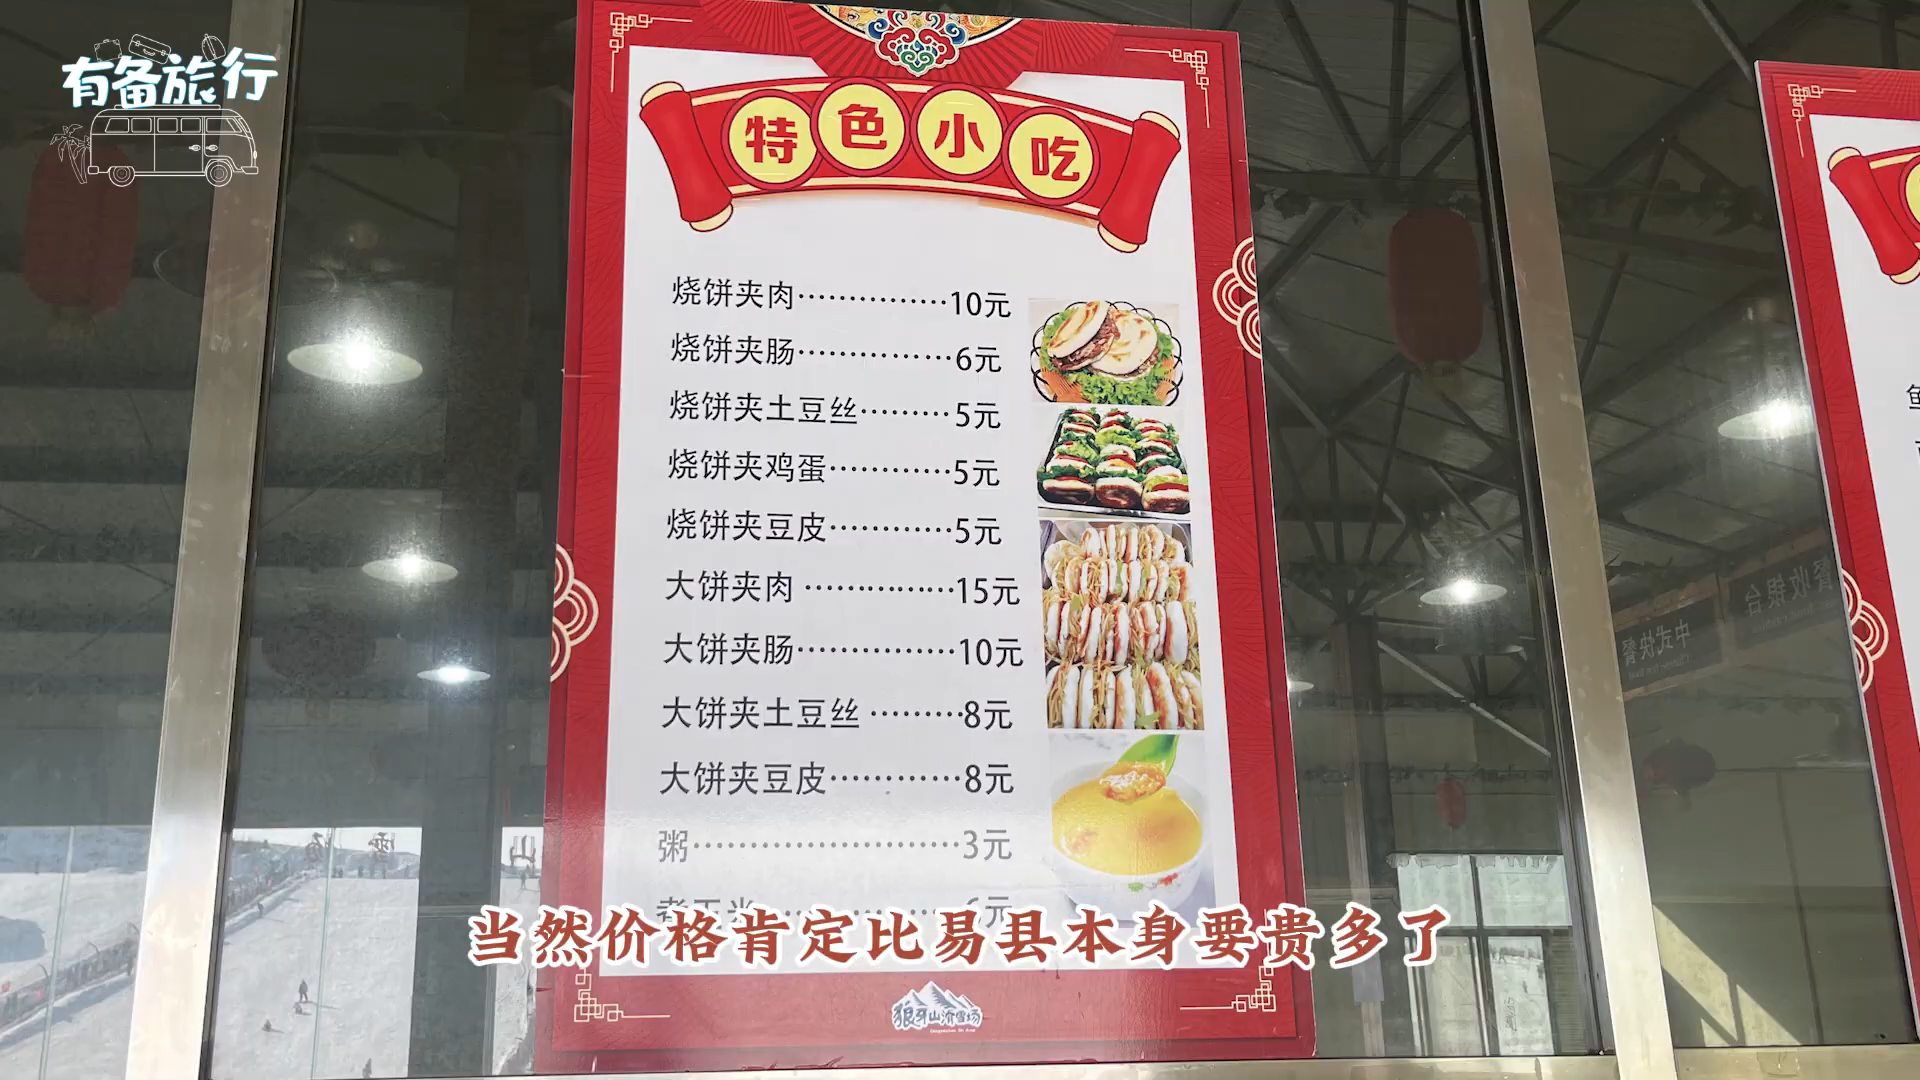 有备旅行
特色小吃
烧饼夹肉……………10元
烧饼夹肠……………6元
烧饼夹土豆丝………5元
烧饼夹鸡蛋…………5元
烧饼夹豆皮…………5元
大饼夹肉……………15元
大饼夹肠……………10元
大饼夹土豆丝………8元
大饼夹豆皮…………8元
粥……………………3元
煮玉米………………6元
当然价格肯定比易县本身要贵多了
狼牙山滑雪场